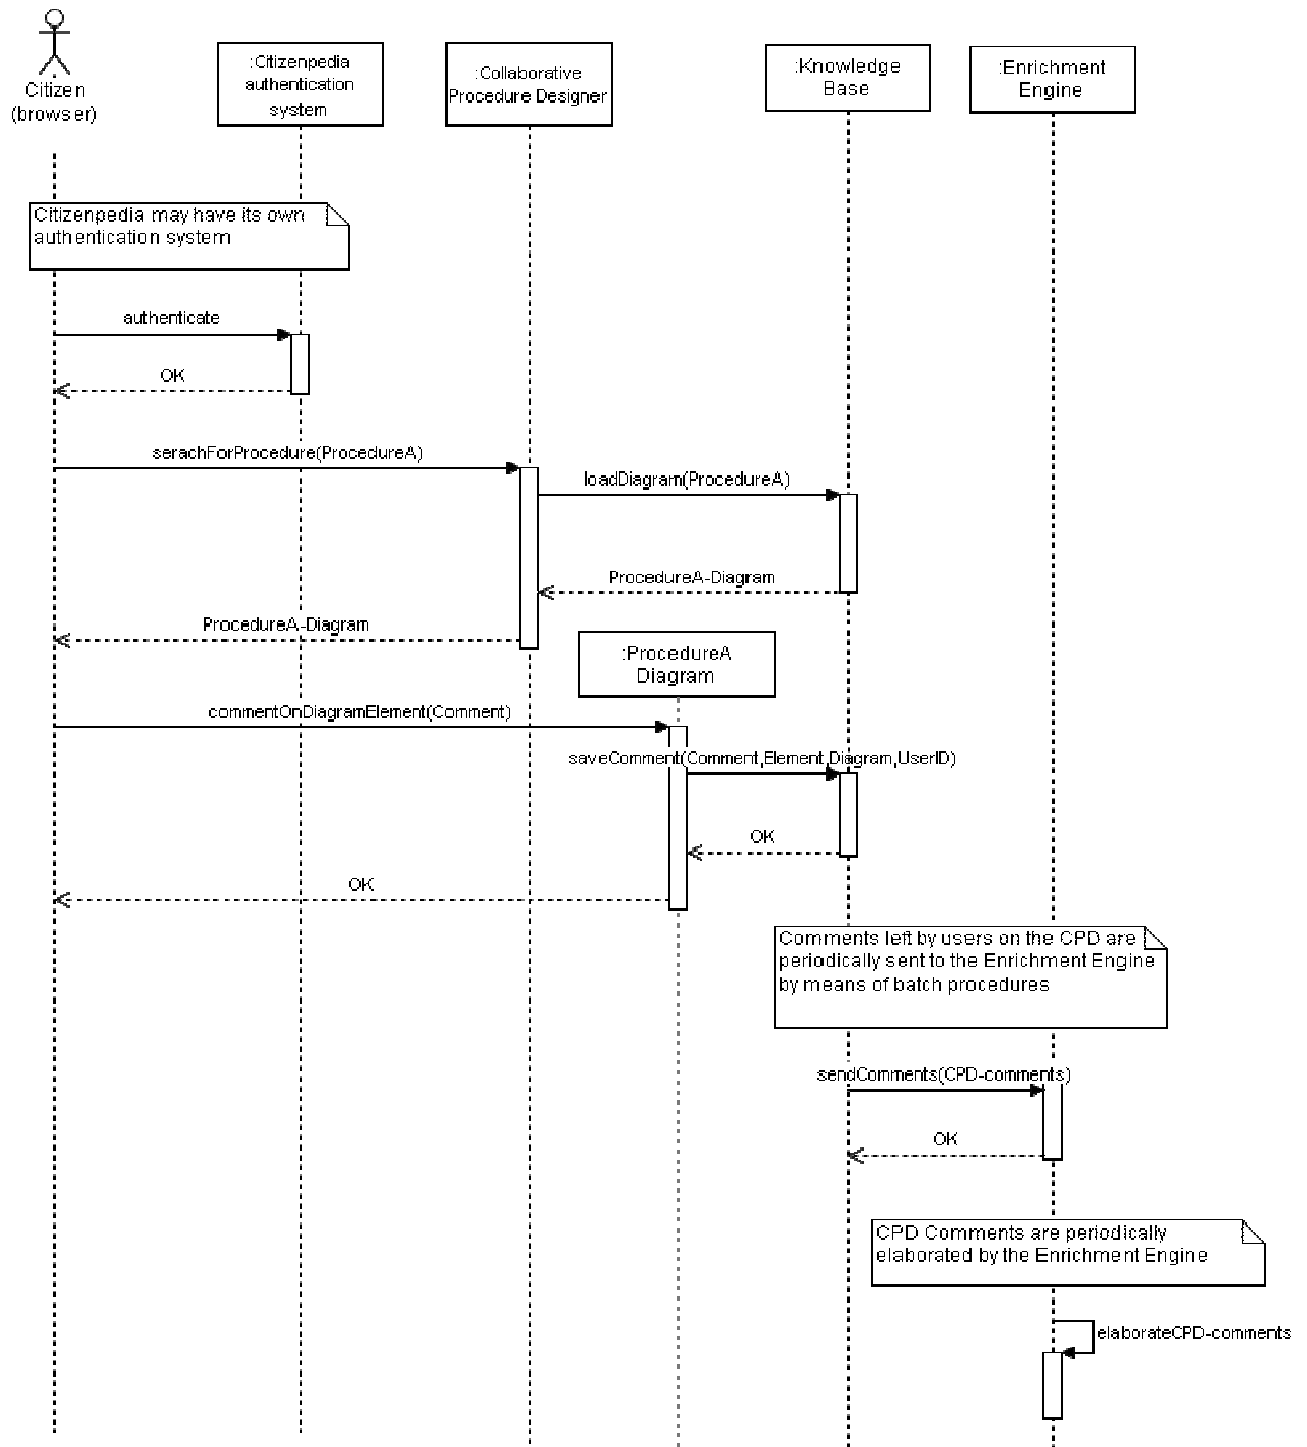 Citizen
(browser)
:Citizenpedia
authentication
system
:Collaborative
Procedure Designer
:Knowledge
Base
:Enrichment
Engine
Citizenpedia may have its own
authentication system
authenticate
OK
serachForProcedure(ProcedureA)
loadDiagram(ProcedureA)
ProcedureA-Diagram
ProcedureA-Diagram
:ProcedureA
Diagram
commentOnDiagramElement(Comment)
saveComment(Comment,Element,Diagram,UserID)
OK
OK
Comments left by users on the CPD are
periodically sent to the Enrichment Engine
by means of batch procedures
sendComments(CPD-comments)
OK
CPD Comments are periodically
elaborated by the Enrichment Engine
elaborateCPD-comments